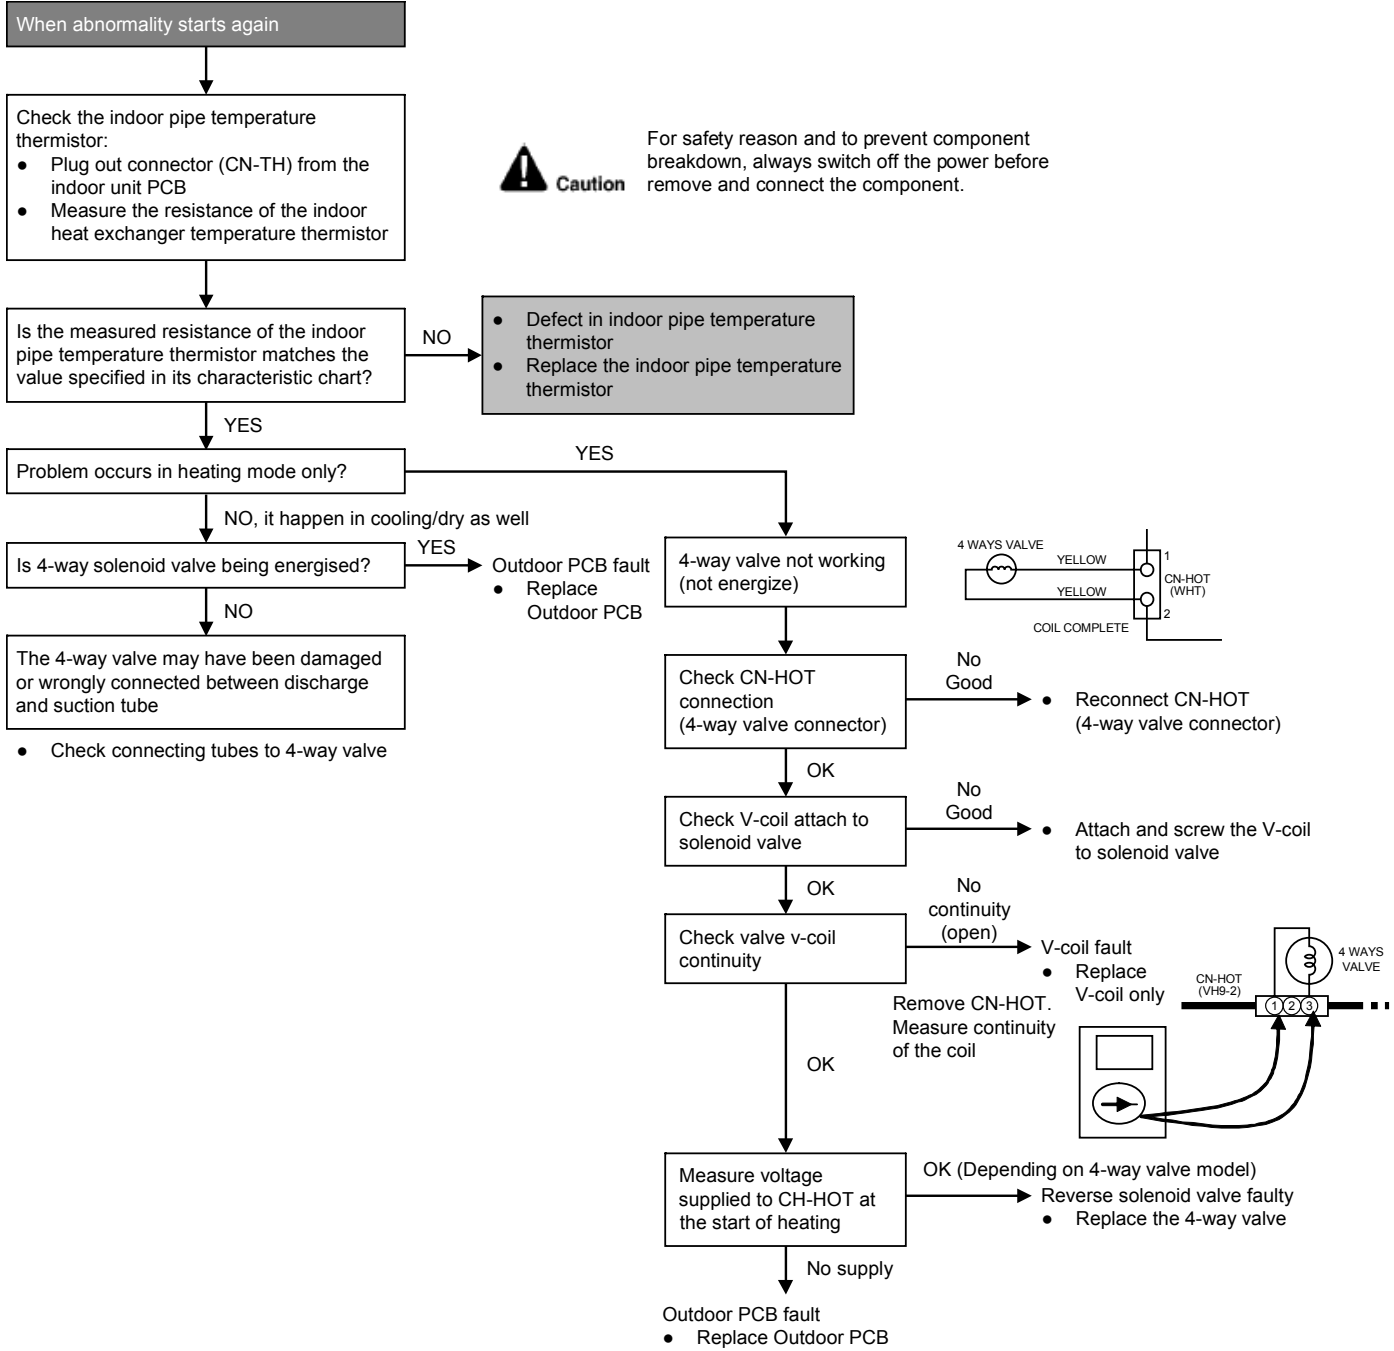 When abnormality starts again
Check the indoor pipe temperature
thermistor:
● Plug out connector (CN-TH) from the
indoor unit PCB
● Measure the resistance of the indoor
heat exchanger temperature thermistor
Caution
For safety reason and to prevent component
breakdown, always switch off the power before
remove and connect the component.
Is the measured resistance of the indoor
pipe temperature thermistor matches the
value specified in its characteristic chart?
NO
● Defect in indoor pipe temperature
thermistor
● Replace the indoor pipe temperature
thermistor
YES
Problem occurs in heating mode only?
YES
NO, it happen in cooling/dry as well
Is 4-way solenoid valve being energised?
YES
Outdoor PCB fault
● Replace
Outdoor PCB
NO
The 4-way valve may have been damaged
or wrongly connected between discharge
and suction tube
● Check connecting tubes to 4-way valve
4-way valve not working
(not energize)
4 WAYS VALVE
YELLOW
YELLOW
1
CN-HOT
(WHT)
2
COIL COMPLETE
Check CN-HOT
connection
(4-way valve connector)
No
Good
● Reconnect CN-HOT
(4-way valve connector)
OK
Check V-coil attach to
solenoid valve
No
Good
● Attach and screw the V-coil
to solenoid valve
OK
Check valve v-coil
continuity
No
continuity
(open)
V-coil fault
● Replace
V-coil only
Remove CN-HOT.
Measure continuity
of the coil
CN-HOT
(VH9-2)
4 WAYS
VALVE
1 2 3
OK
Measure voltage
supplied to CH-HOT at
the start of heating
OK (Depending on 4-way valve model)
Reverse solenoid valve faulty
● Replace the 4-way valve
No supply
Outdoor PCB fault
● Replace Outdoor PCB